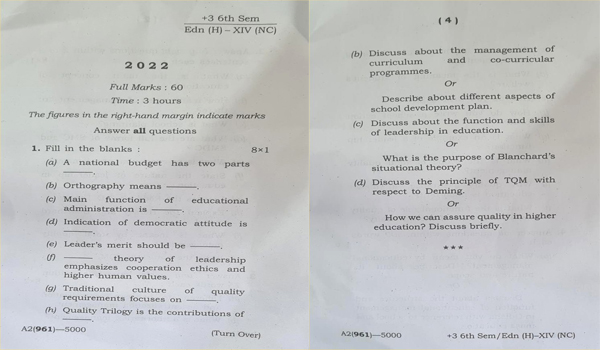 +3 6th Sem
Edn (H) – XIV (NC)
2022
Full Marks : 60
Time : 3 hours
The figures in the right-hand margin indicate marks
Answer all questions
1. Fill in the blanks : 8×1
(a) A national budget has two parts
———.
(b) Orthography means ———.
(c) Main function of educational
administration is ———.
(d) Indication of democratic attitude is
———.
(e) Leader's merit should be ———.
(f) ——— theory of leadership
emphasizes cooperation ethics and
higher human values.
(g) Traditional culture of quality
requirements focuses on ———.
(h) Quality Trilogy is the contributions of
———.
A2(961)—5000 (Turn Over)
( 4 )
(b) Discuss about the management of
curriculum and co-curricular
programmes.
Or
Describe about different aspects of
school development plan.
(c) Discuss about the function and skills
of leadership in education.
Or
What is the purpose of Blanchard's
situational theory?
(d) Discuss the principle of TQM with
respect to Deming.
Or
How we can assure quality in higher
education? Discuss briefly.
***
A2(961)—5000 +3 6th Sem/Edn (H)–XIV (NC)